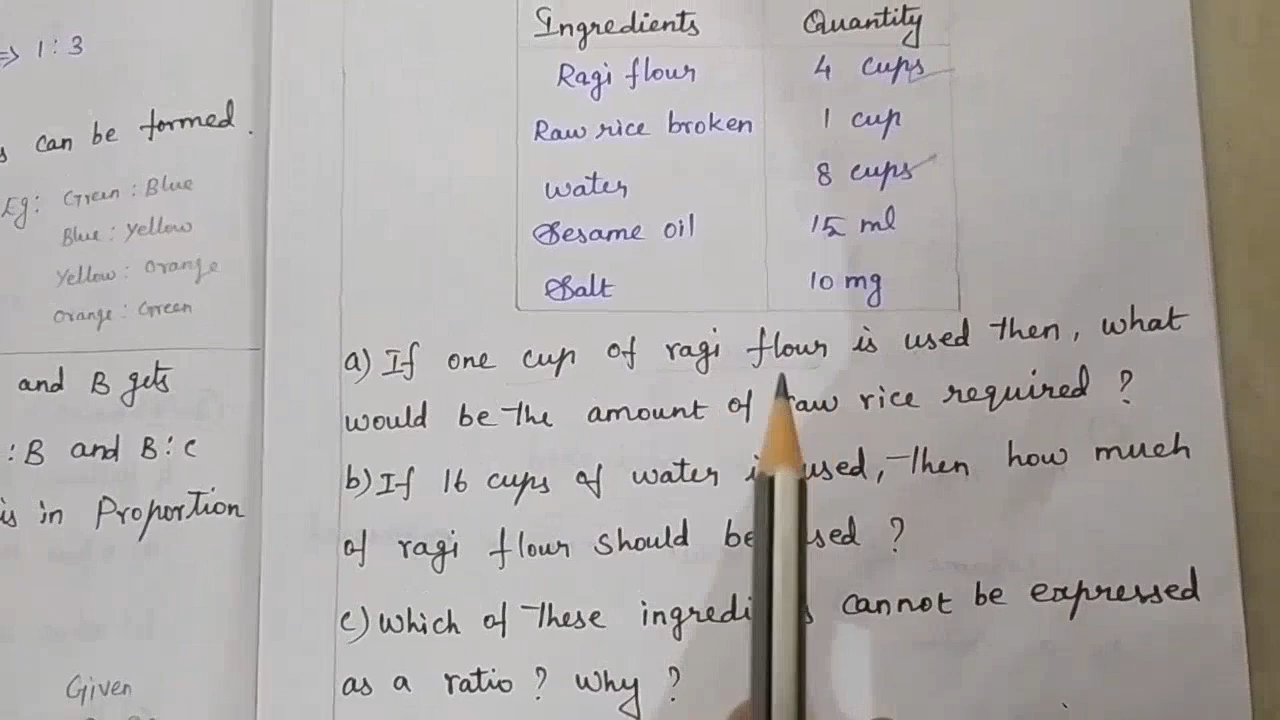 => 1 : 3
can be formed.
Eg: Green : Blue
Blue : Yellow
Yellow : Orange
Orange : Green
and B gets
: B and B : C
is in Proportion
Given
Ingredients Quantity
Ragi flour 4 cups
Raw rice broken 1 cup
water 8 cups
Sesame oil 15 ml
Salt 10 mg
a) If one cup of ragi flour is used then, what
would be the amount of raw rice required ?
b) If 16 cups of water is used, then how much
of ragi flour should be used ?
c) Which of these ingredients cannot be expressed
as a ratio ? Why ?